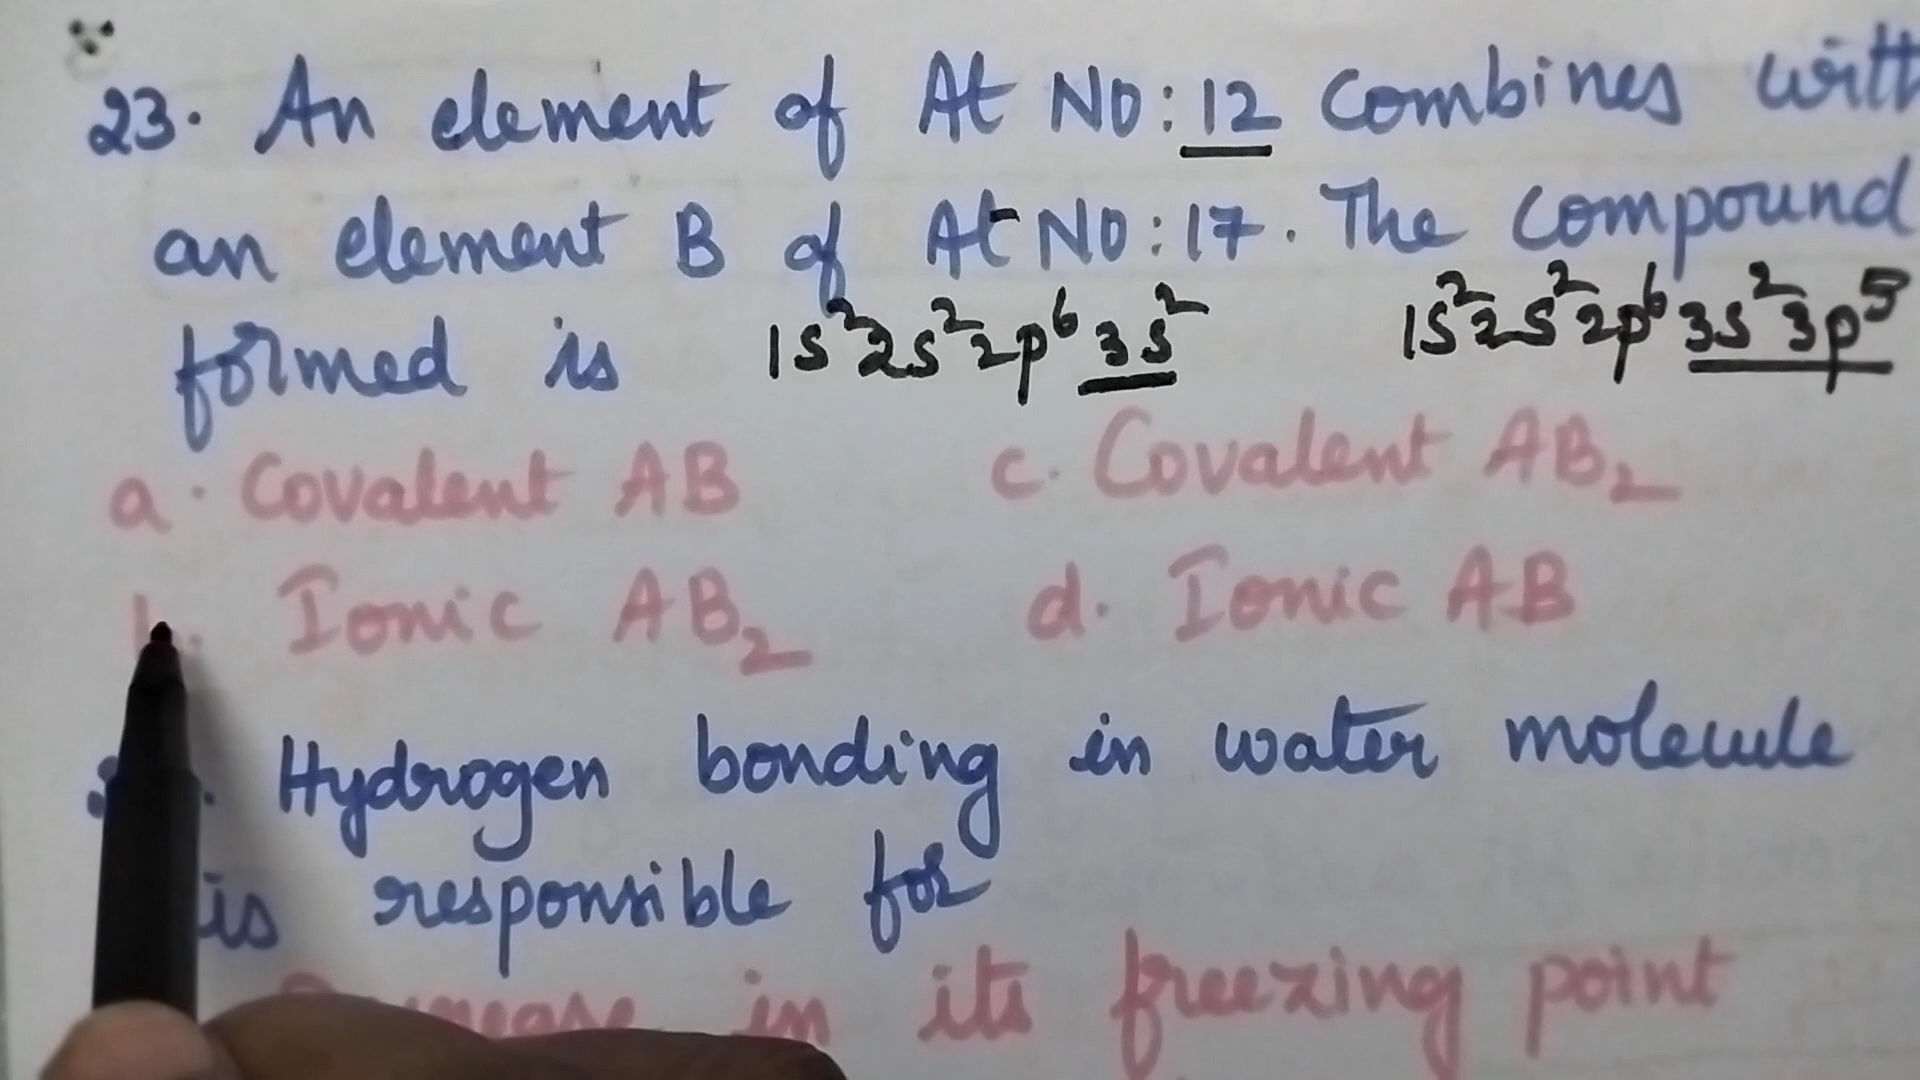 23. An element of At No: 12 combines with
an element B of At No: 17. The compound
formed is 1s²2s²2p⁶3s² 1s²2s²2p⁶3s²3p⁵
a. Covalent AB c. Covalent AB₂
b. Ionic AB₂ d. Ionic AB
Hydrogen bonding in water molecule
is responsible for
in its freezing point